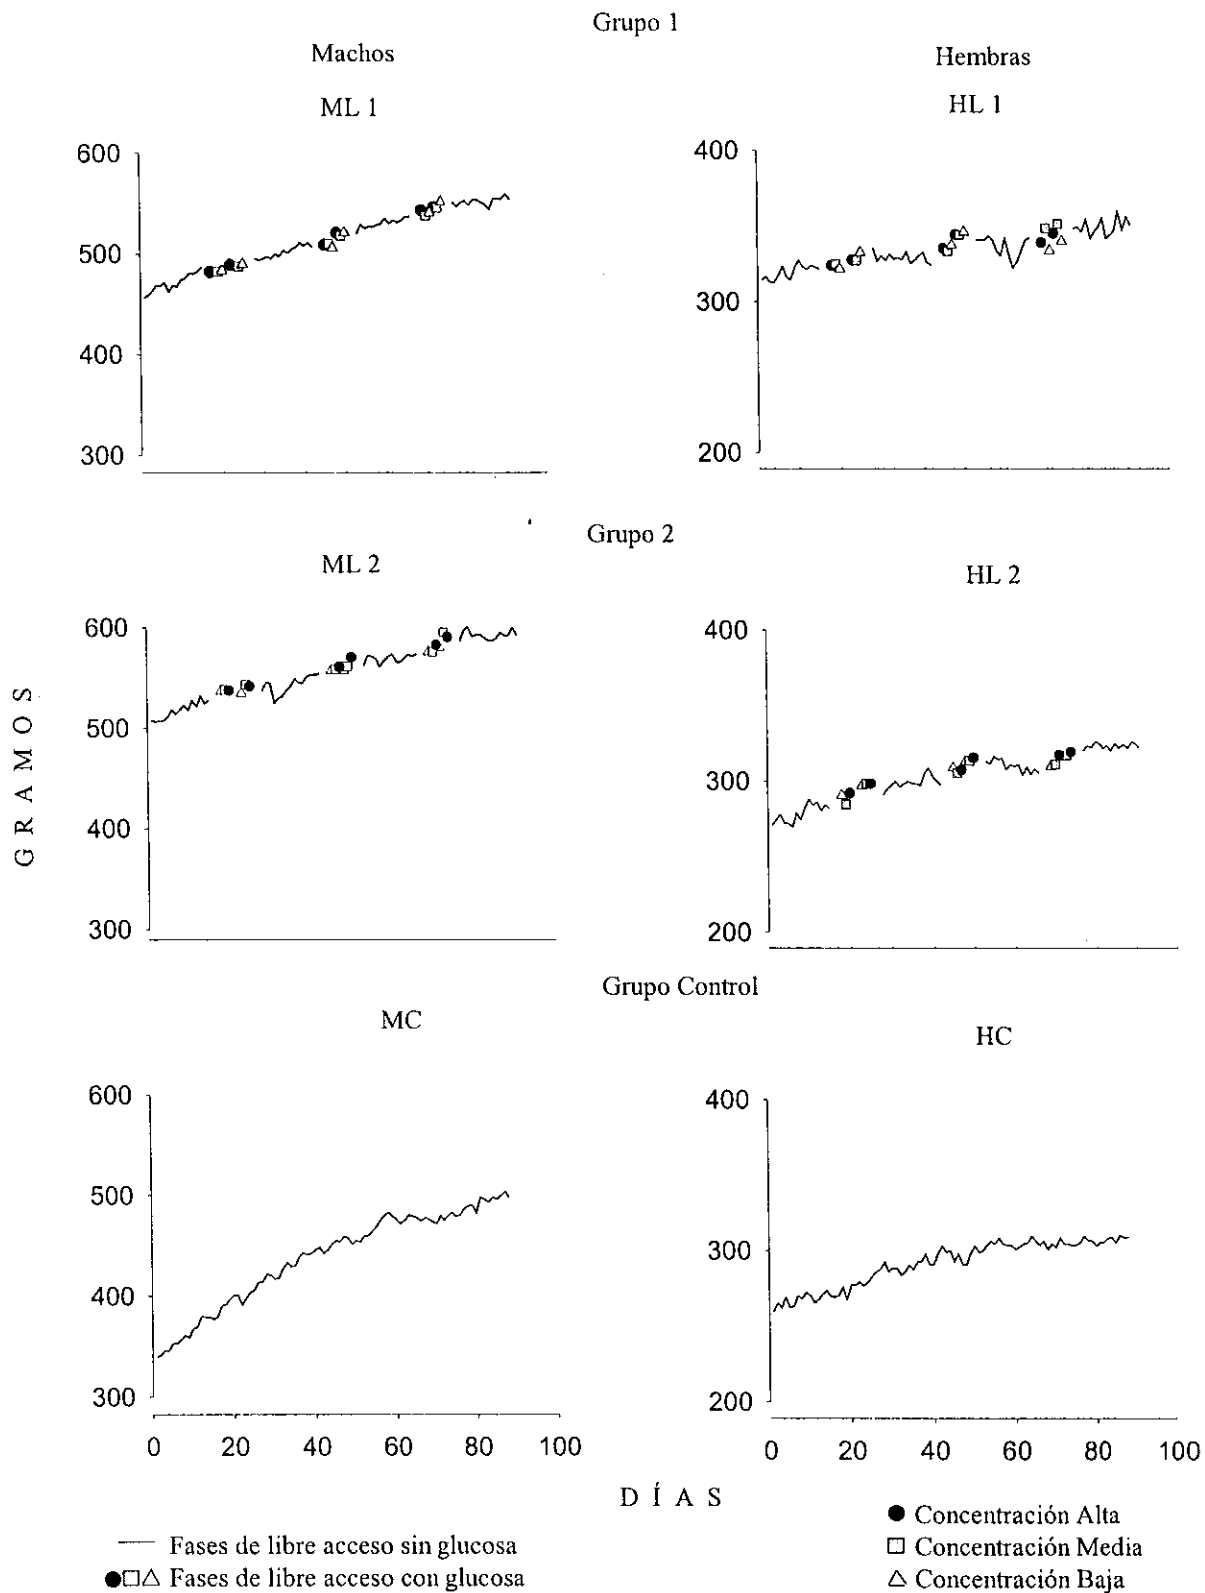 Grupo 1
Machos
Hembras
ML 1
HL 1
600
500
400
300
400
300
200
Grupo 2
ML 2
HL 2
600
500
400
300
400
300
200
GRAMOS
Grupo Control
MC
HC
600
500
400
300
0 20 40 60 80 100
400
300
200
0 20 40 60 80 100
DÍAS
Fases de libre acceso sin glucosa
●□△ Fases de libre acceso con glucosa
● Concentración Alta
□ Concentración Media
△ Concentración Baja